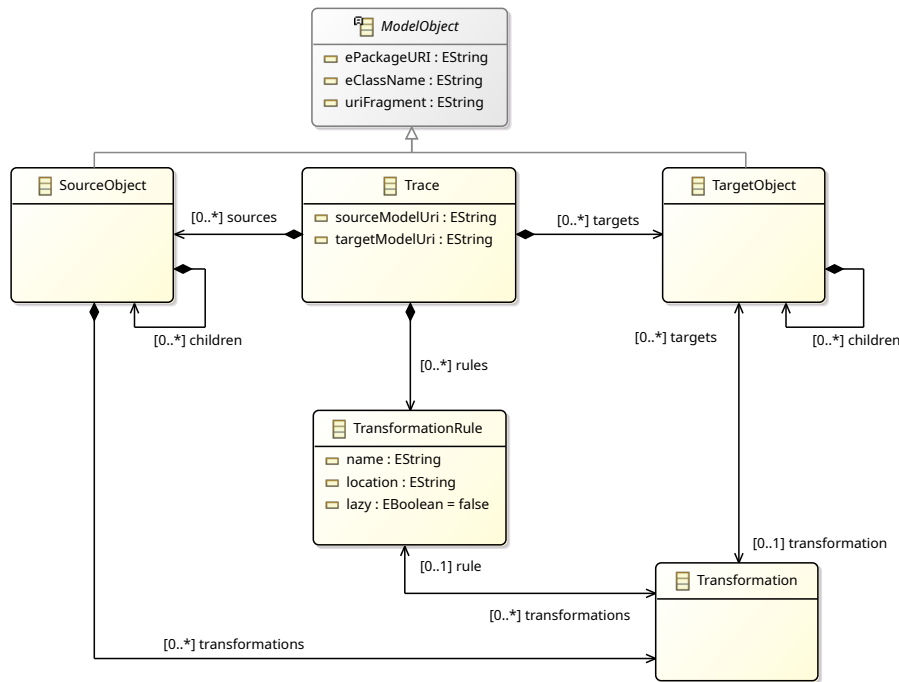 ModelObject
ePackageURI : EString
eClassName : EString
uriFragment : EString
SourceObject
Trace
TargetObject
sourceModelUri : EString
targetModelUri : EString
[0..*] sources
[0..*] targets
[0..*] children
[0..*] targets
[0..*] children
[0..*] rules
TransformationRule
name : EString
location : EString
lazy : EBoolean = false
[0..1] transformation
[0..1] rule
Transformation
[0..*] transformations
[0..*] transformations